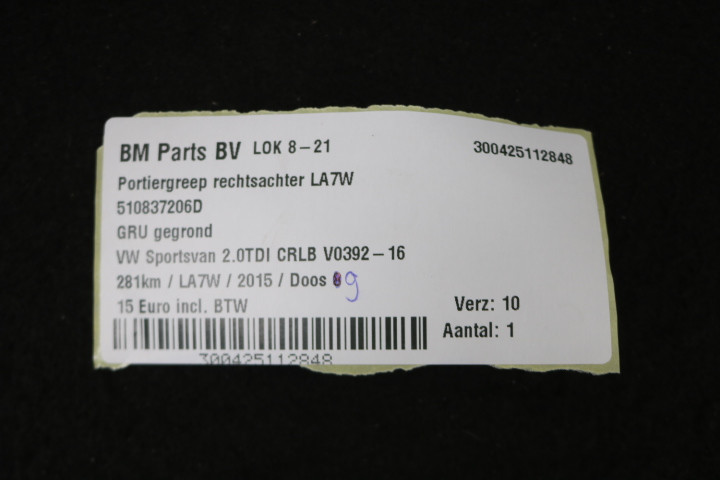 BM Parts BV LOK 8-21 300425112848
Portiergreep rechtsachter LA7W
510837206D
GRU gegrond
VW Sportsvan 2.0TDI CRLB V0392-16
281km / LA7W / 2015 / Doos 9
15 Euro incl. BTW Verz: 10
Aantal: 1
300425112848